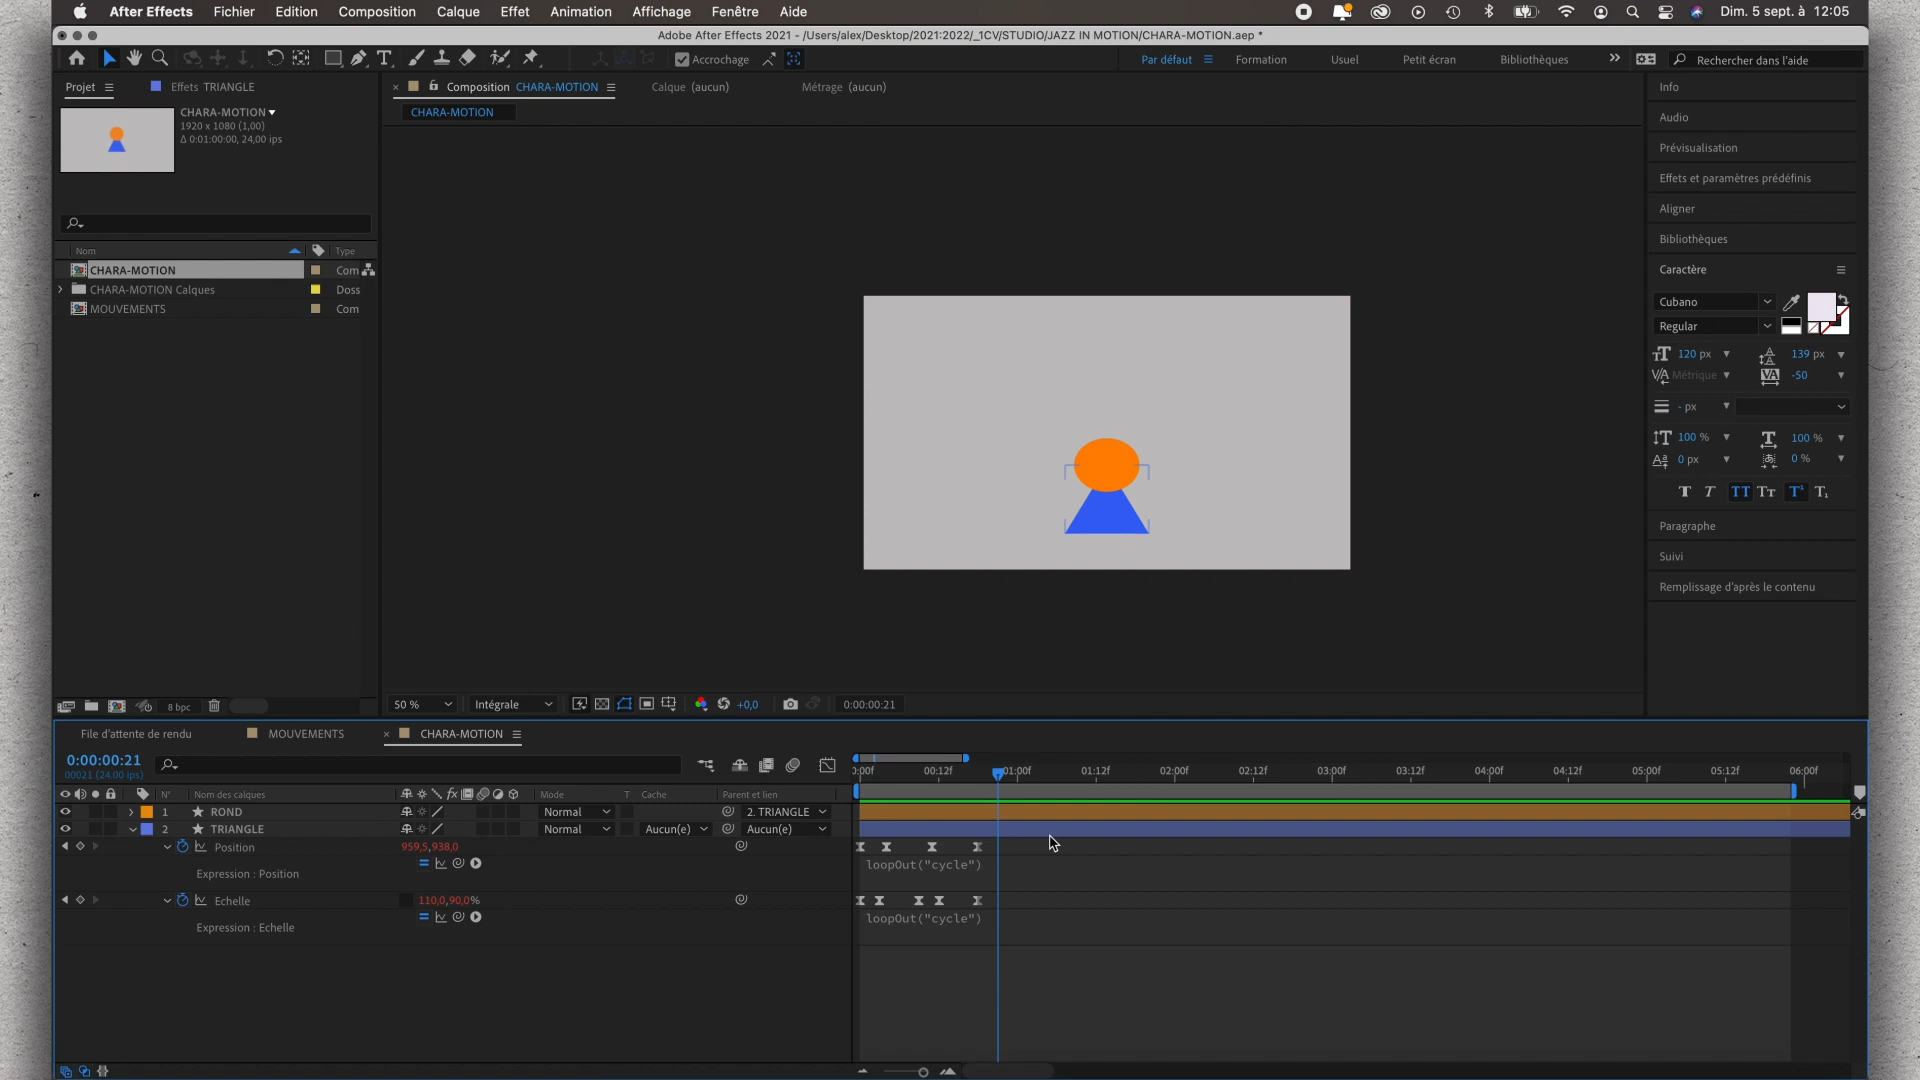 After Effects Fichier Edition Composition Calque Effet Animation Affichage Fenêtre Aide Dim. 5 sept. à 12:05
Adobe After Effects 2021 - /Users/alex/Desktop/2021:2022/_1CV/STUDIO/JAZZ IN MOTION/CHARA-MOTION.aep *
Accrochage Par défaut Formation Usuel Petit écran Bibliothèques Rechercher dans l'aide
Projet Effets TRIANGLE
CHARA-MOTION
1920 x 1080 (1,00)
Δ 0:01:00:00, 24,00 ips
Nom Type
CHARA-MOTION Com
CHARA-MOTION Calques Doss
MOUVEMENTS Com
8 bpc
Composition CHARA-MOTION Calque (aucun) Métrage (aucun)
CHARA-MOTION
50 % Intégrale +0,0 0:00:00:21
Info
Audio
Prévisualisation
Effets et paramètres prédéfinis
Aligner
Bibliothèques
Caractère
Cubano
Regular
120 px 139 px
Métrique -50
- px
100 % 100 %
0 px 0 %
T T TT Tt T¹ T₁
Paragraphe
Suivi
Remplissage d'après le contenu
File d'attente de rendu MOUVEMENTS CHARA-MOTION
0:00:00:21
00021 (24.00 ips)
0:00f 00:12f 01:00f 01:12f 02:00f 02:12f 03:00f 03:12f 04:00f 04:12f 05:00f 05:12f 06:00f
N° Nom des calques Mode T Cache Parent et lien
1 ROND Normal 2. TRIANGLE
2 TRIANGLE Normal Aucun(e) Aucun(e)
Position 959,5,938,0
Expression : Position loopOut("cycle")
Echelle 110,0,90,0%
Expression : Echelle loopOut("cycle")